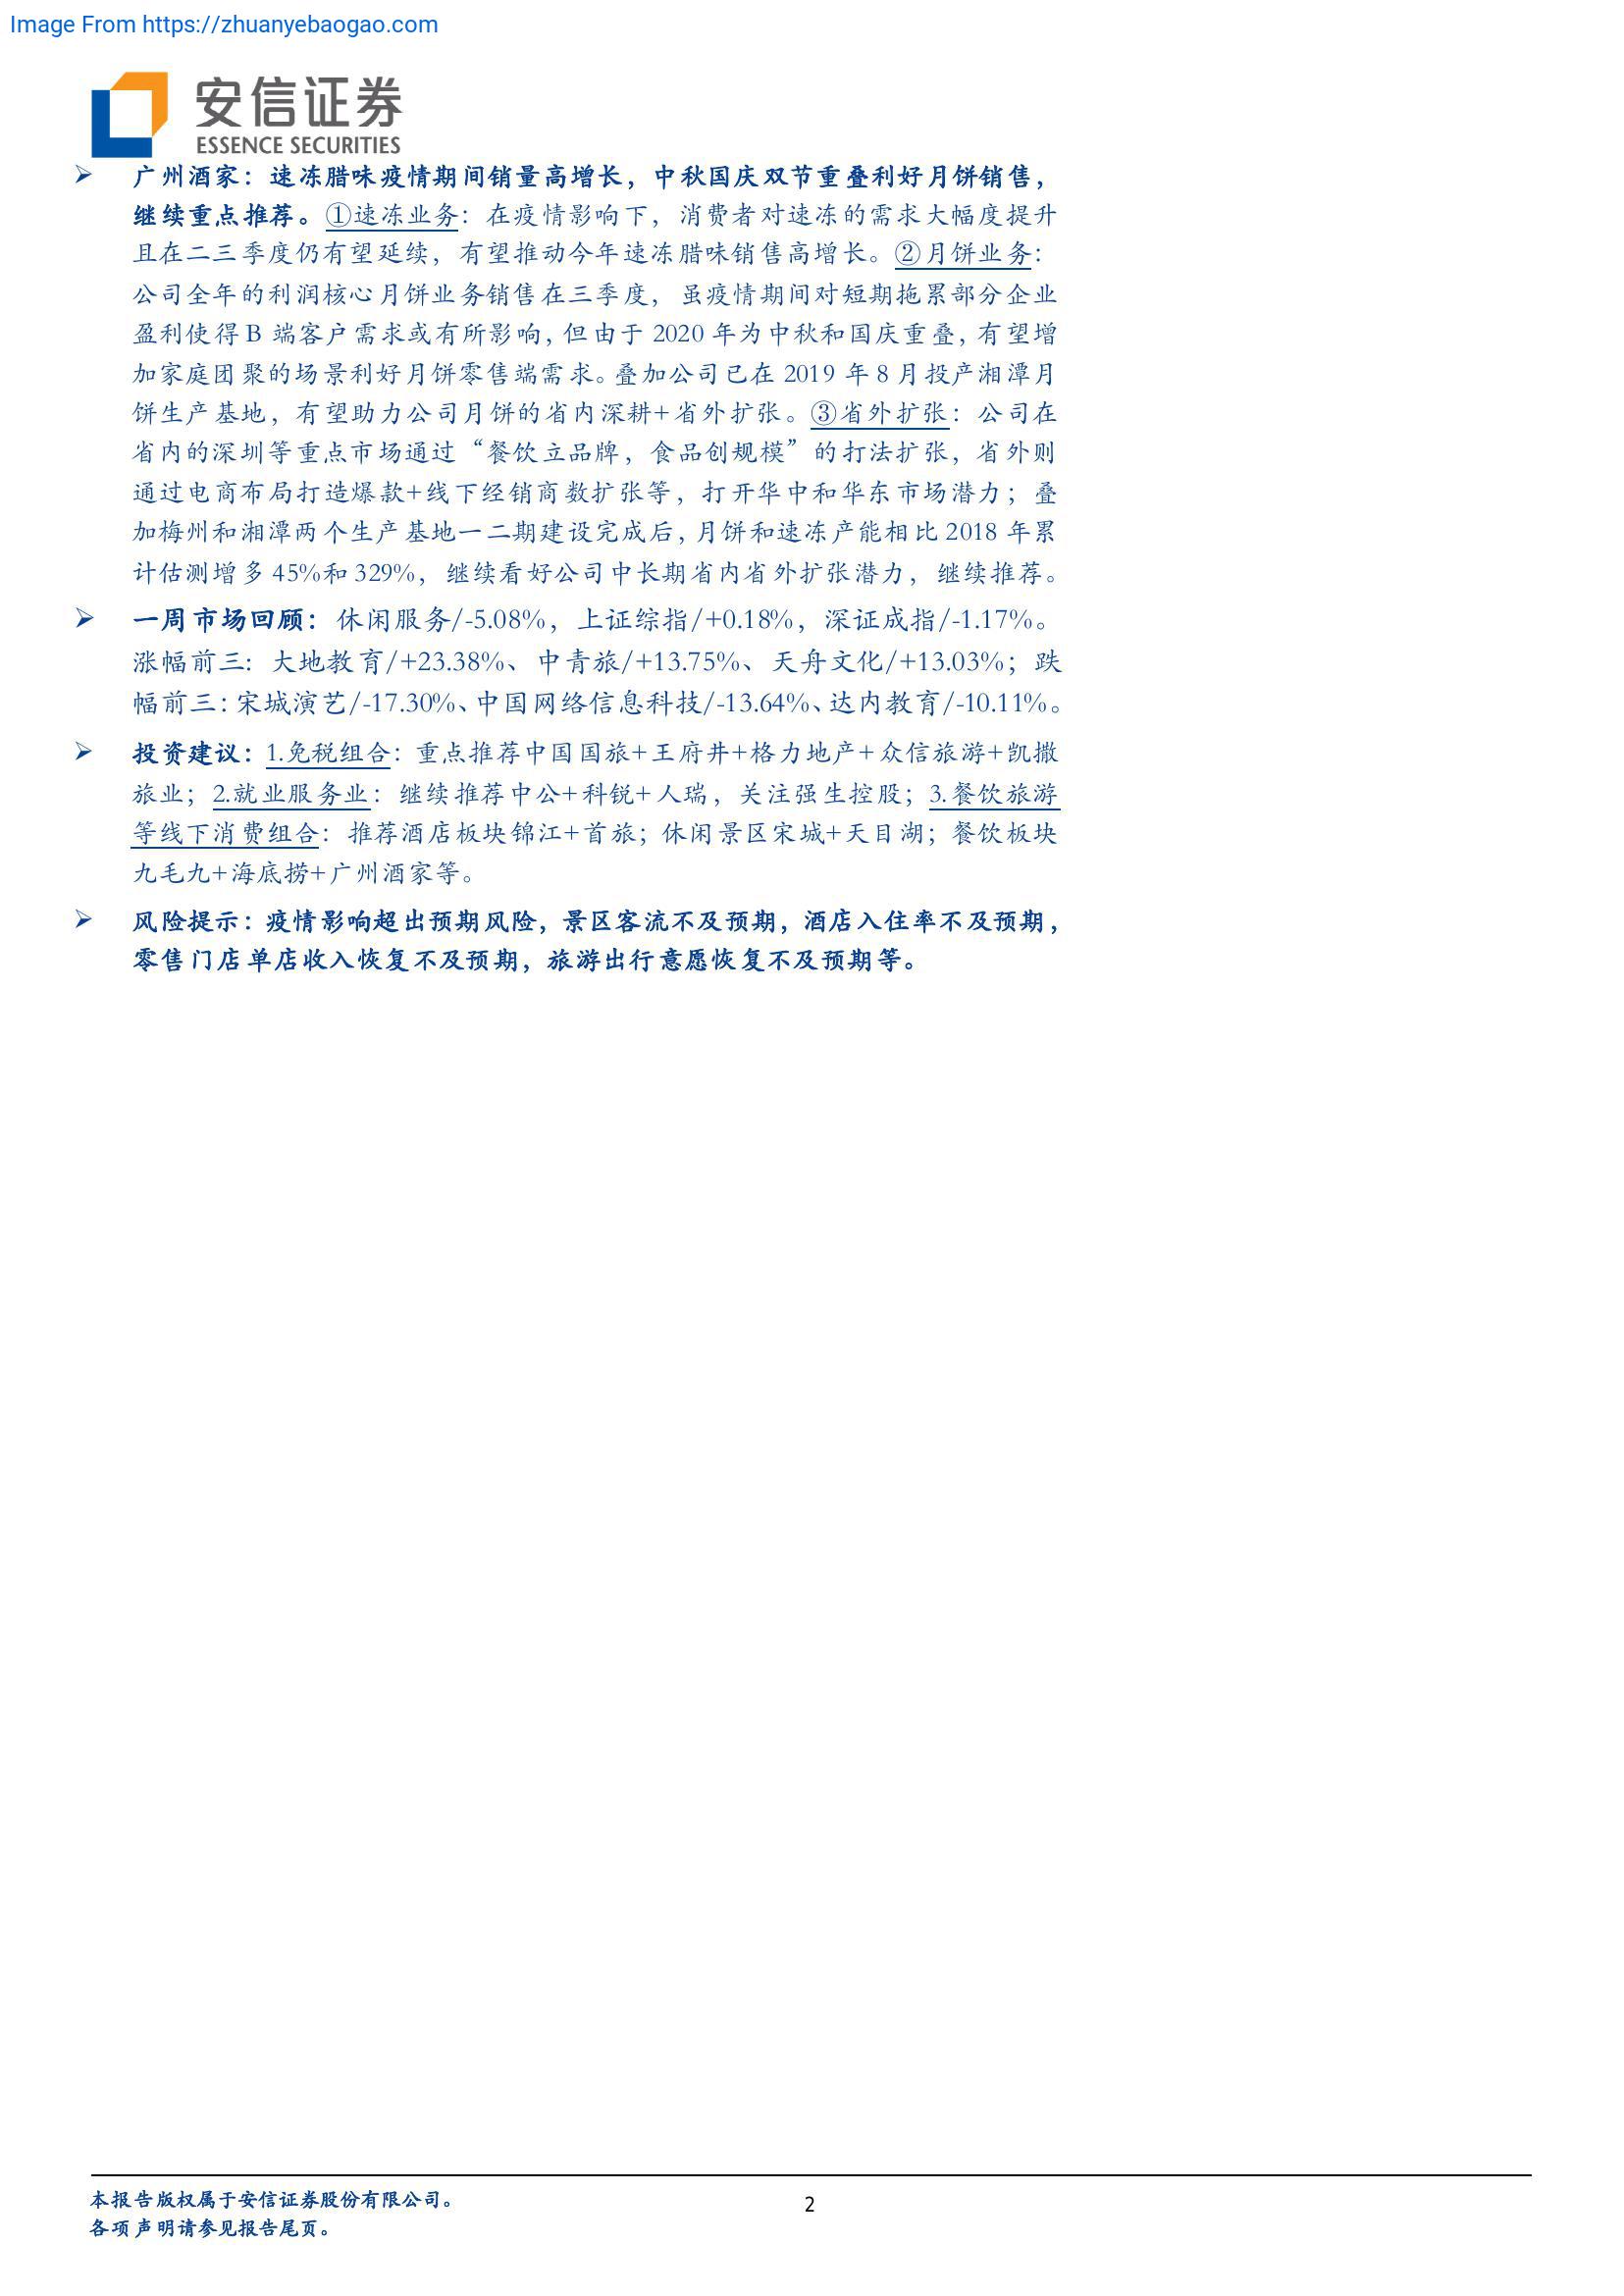 Image From https://zhuanyebaogao.com
安信证券
ESSENCE SECURITIES
➢ 广州酒家：速冻腊味疫情期间销量高增长，中秋国庆双节重叠利好月饼销售，
继续重点推荐。①速冻业务：在疫情影响下，消费者对速冻的需求大幅度提升
且在二三季度仍有望延续，有望推动今年速冻腊味销售高增长。②月饼业务：
公司全年的利润核心月饼业务销售在三季度，虽疫情期间对短期拖累部分企业
盈利使得 B 端客户需求或有所影响，但由于 2020 年为中秋和国庆重叠，有望增
加家庭团聚的场景利好月饼零售端需求。叠加公司已在 2019 年 8 月投产湘潭月
饼生产基地，有望助力公司月饼的省内深耕+省外扩张。③省外扩张：公司在
省内的深圳等重点市场通过“餐饮立品牌，食品创规模”的打法扩张，省外则
通过电商布局打造爆款+线下经销商数扩张等，打开华中和华东市场潜力；叠
加梅州和湘潭两个生产基地一二期建设完成后，月饼和速冻产能相比 2018 年累
计估测增多 45%和 329%，继续看好公司中长期省内省外扩张潜力，继续推荐。
➢ 一周市场回顾：休闲服务/-5.08%，上证综指/+0.18%，深证成指/-1.17%。
涨幅前三：大地教育/+23.38%、中青旅/+13.75%、天舟文化/+13.03%；跌
幅前三：宋城演艺/-17.30%、中国网络信息科技/-13.64%、达内教育/-10.11%。
➢ 投资建议：1.免税组合：重点推荐中国国旅+王府井+格力地产+众信旅游+凯撒
旅业；2.就业服务业：继续推荐中公+科锐+人瑞，关注强生控股；3.餐饮旅游
等线下消费组合：推荐酒店板块锦江+首旅；休闲景区宋城+天目湖；餐饮板块
九毛九+海底捞+广州酒家等。
➢ 风险提示：疫情影响超出预期风险，景区客流不及预期，酒店入住率不及预期，
零售门店单店收入恢复不及预期，旅游出行意愿恢复不及预期等。
本报告版权属于安信证券股份有限公司。
2
各项声明请参见报告尾页。